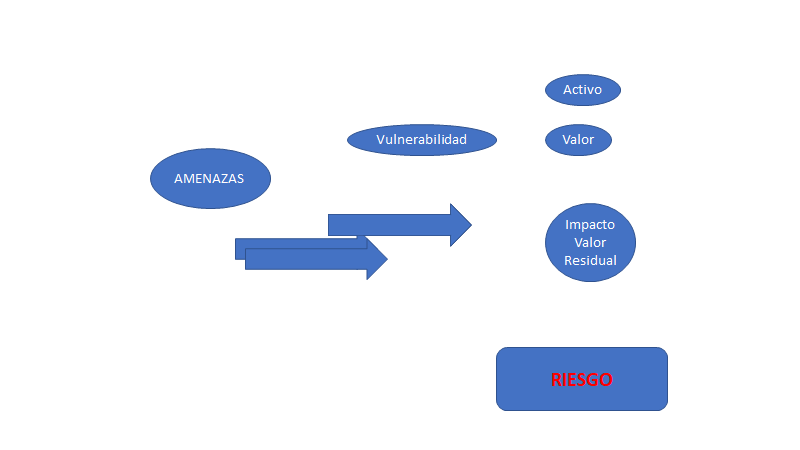 Activo
Vulnerabilidad
Valor
AMENAZAS
Impacto
Valor
Residual
RIESGO